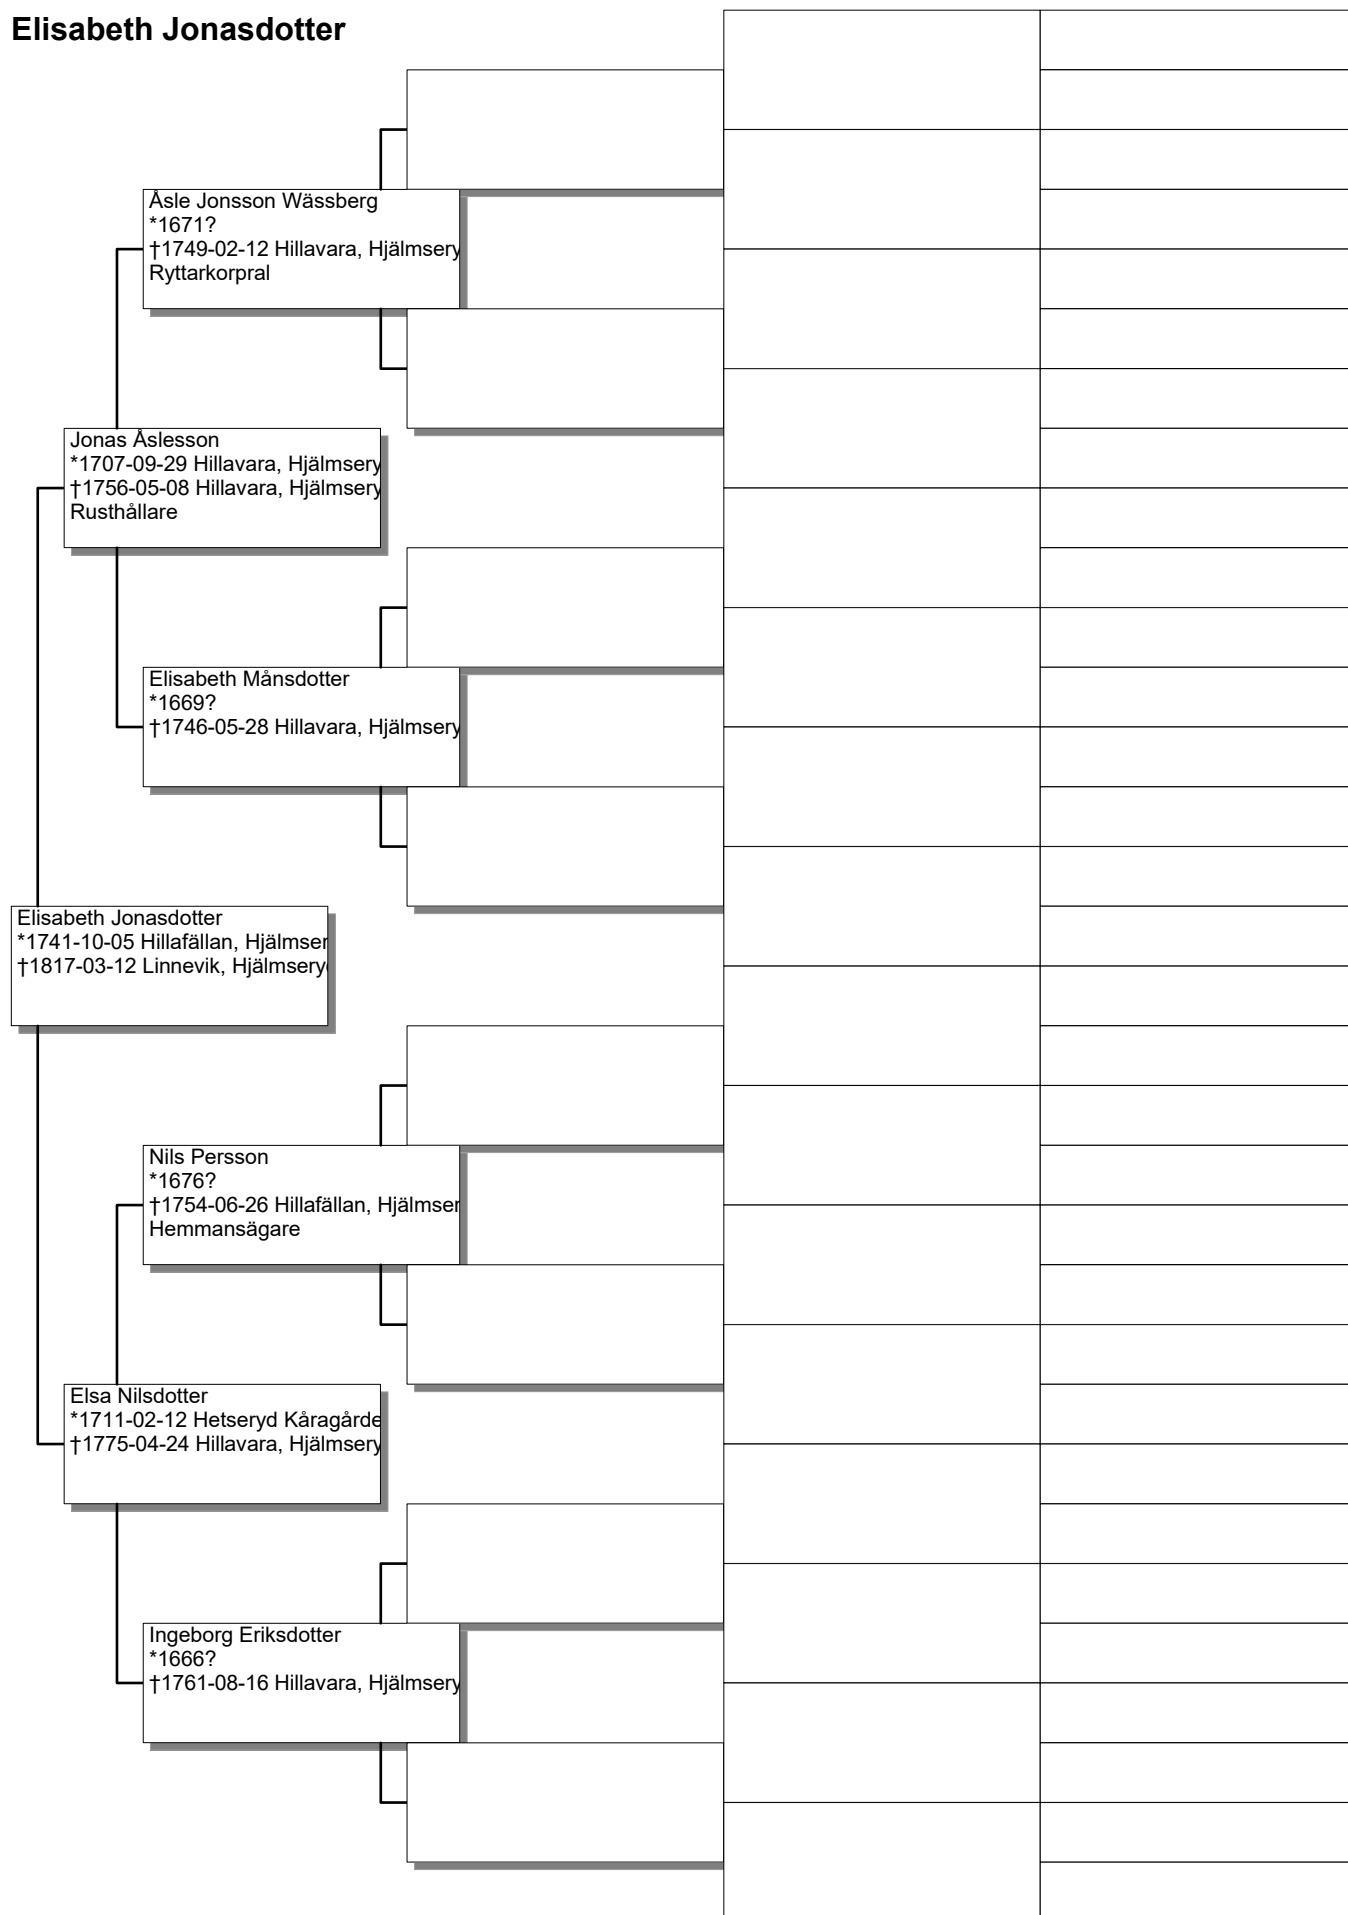 Elisabeth Jonasdotter
Åsle Jonsson Wässberg
*1671?
†1749-02-12 Hillavara, Hjälmsery
Ryttarkorpral
Jonas Åslesson
*1707-09-29 Hillavara, Hjälmsery
†1756-05-08 Hillavara, Hjälmsery
Rusthållare
Elisabeth Månsdotter
*1669?
†1746-05-28 Hillavara, Hjälmsery
Elisabeth Jonasdotter
*1741-10-05 Hillafällan, Hjälmser
†1817-03-12 Linnevik, Hjälmseryd
Nils Persson
*1676?
†1754-06-26 Hillafällan, Hjälmser
Hemmansägare
Elsa Nilsdotter
*1711-02-12 Hetseryd Kåragårde
†1775-04-24 Hillavara, Hjälmsery
Ingeborg Eriksdotter
*1666?
†1761-08-16 Hillavara, Hjälmsery